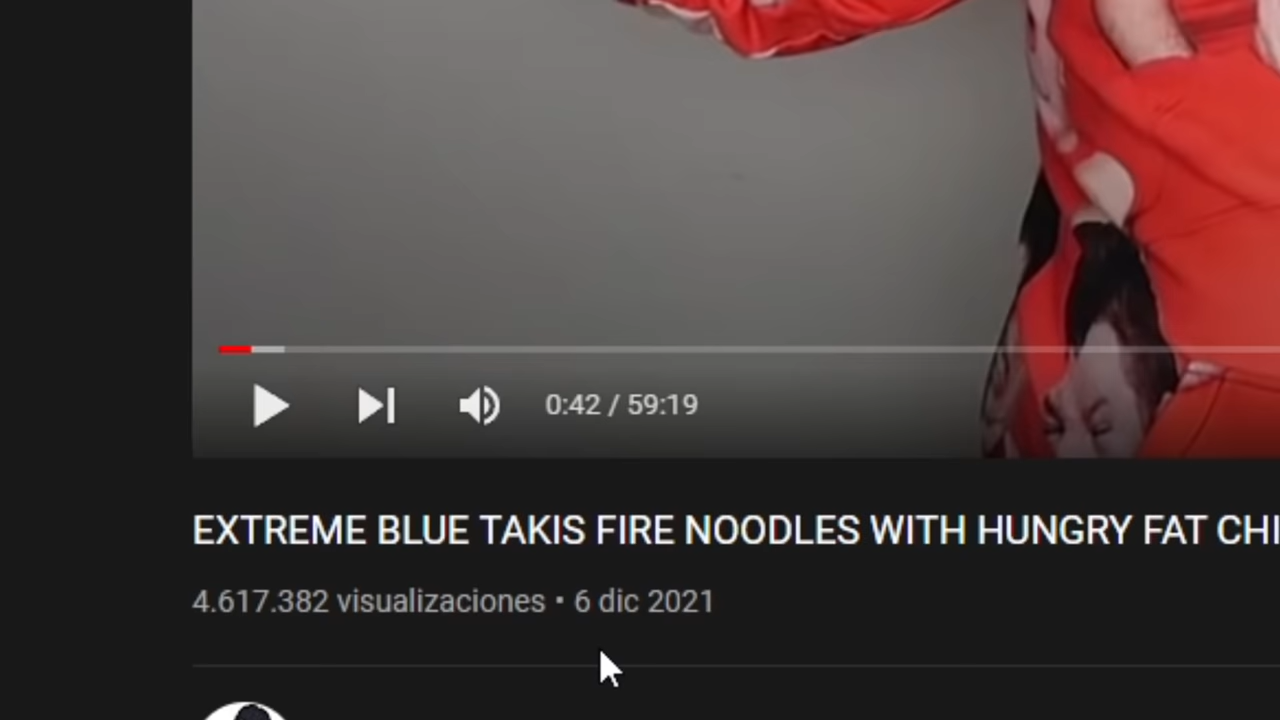 0:42 / 59:19
EXTREME BLUE TAKIS FIRE NOODLES WITH HUNGRY FAT CHI
4.617.382 visualizaciones • 6 dic 2021